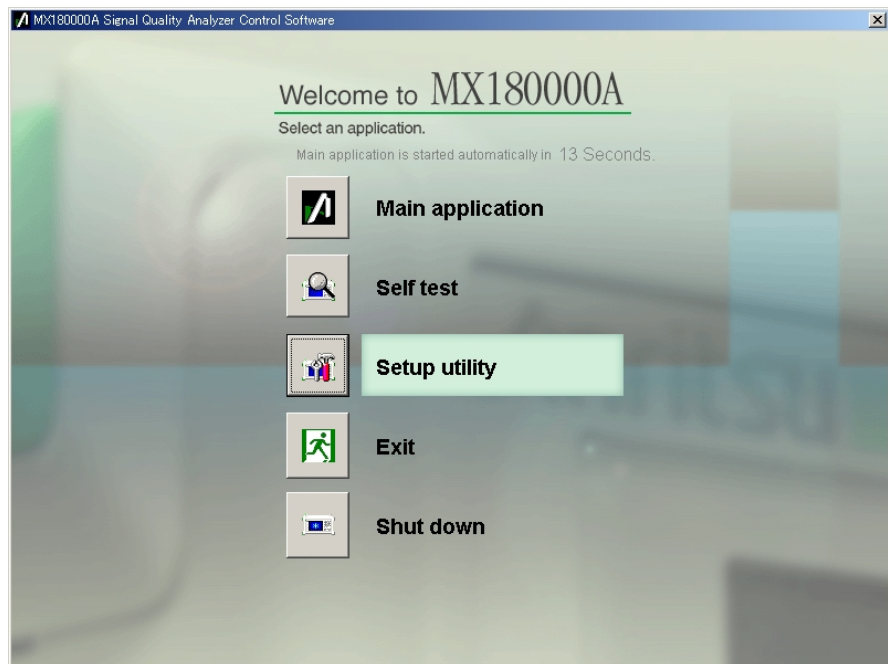 MX180000A Signal Quality Analyzer Control Software
Welcome to MX180000A
Select an application.
Main application is started automatically in 13 Seconds.
Main application
Self test
Setup utility
Exit
Shut down
Anritsu